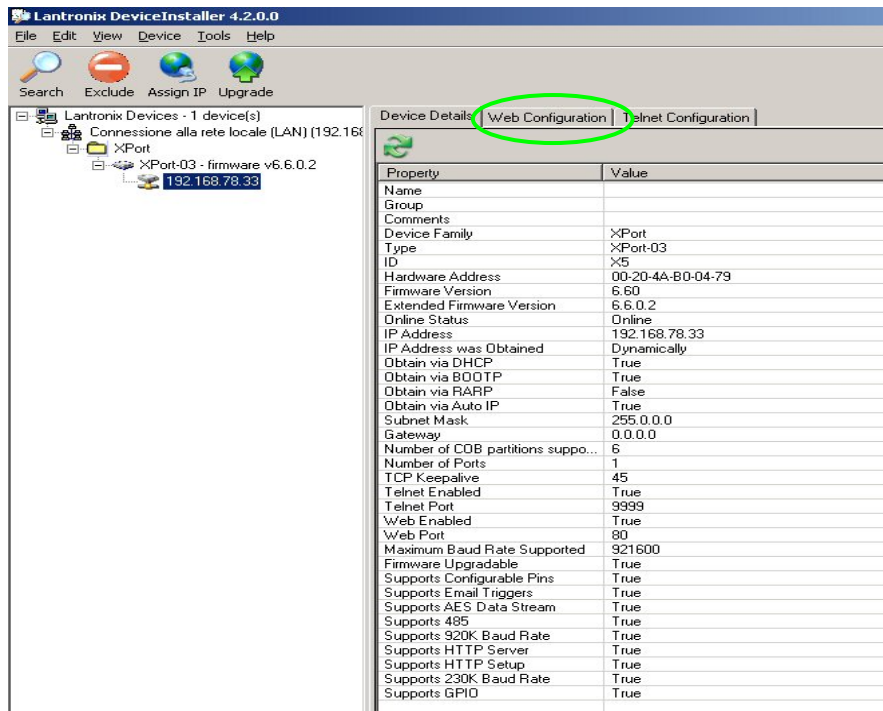 Lantronix DeviceInstaller 4.2.0.0
File Edit View Device Tools Help
Search Exclude Assign IP Upgrade
Lantronix Devices - 1 device(s)
Connessione alla rete locale (LAN) (192.168
XPort
XPort-03 - firmware v6.6.0.2
192.168.78.33
Device Details Web Configuration Telnet Configuration
Property Value
Name
Group
Comments
Device Family XPort
Type XPort-03
ID X5
Hardware Address 00-20-4A-B0-04-79
Firmware Version 6.60
Extended Firmware Version 6.6.0.2
Online Status Online
IP Address 192.168.78.33
IP Address was Obtained Dynamically
Obtain via DHCP True
Obtain via BOOTP True
Obtain via RARP False
Obtain via Auto IP True
Subnet Mask 255.0.0.0
Gateway 0.0.0.0
Number of COB partitions suppo... 6
Number of Ports 1
TCP Keepalive 45
Telnet Enabled True
Telnet Port 9999
Web Enabled True
Web Port 80
Maximum Baud Rate Supported 921600
Firmware Upgradable True
Supports Configurable Pins True
Supports Email Triggers True
Supports AES Data Stream True
Supports 485 True
Supports 920K Baud Rate True
Supports HTTP Server True
Supports HTTP Setup True
Supports 230K Baud Rate True
Supports GPIO True